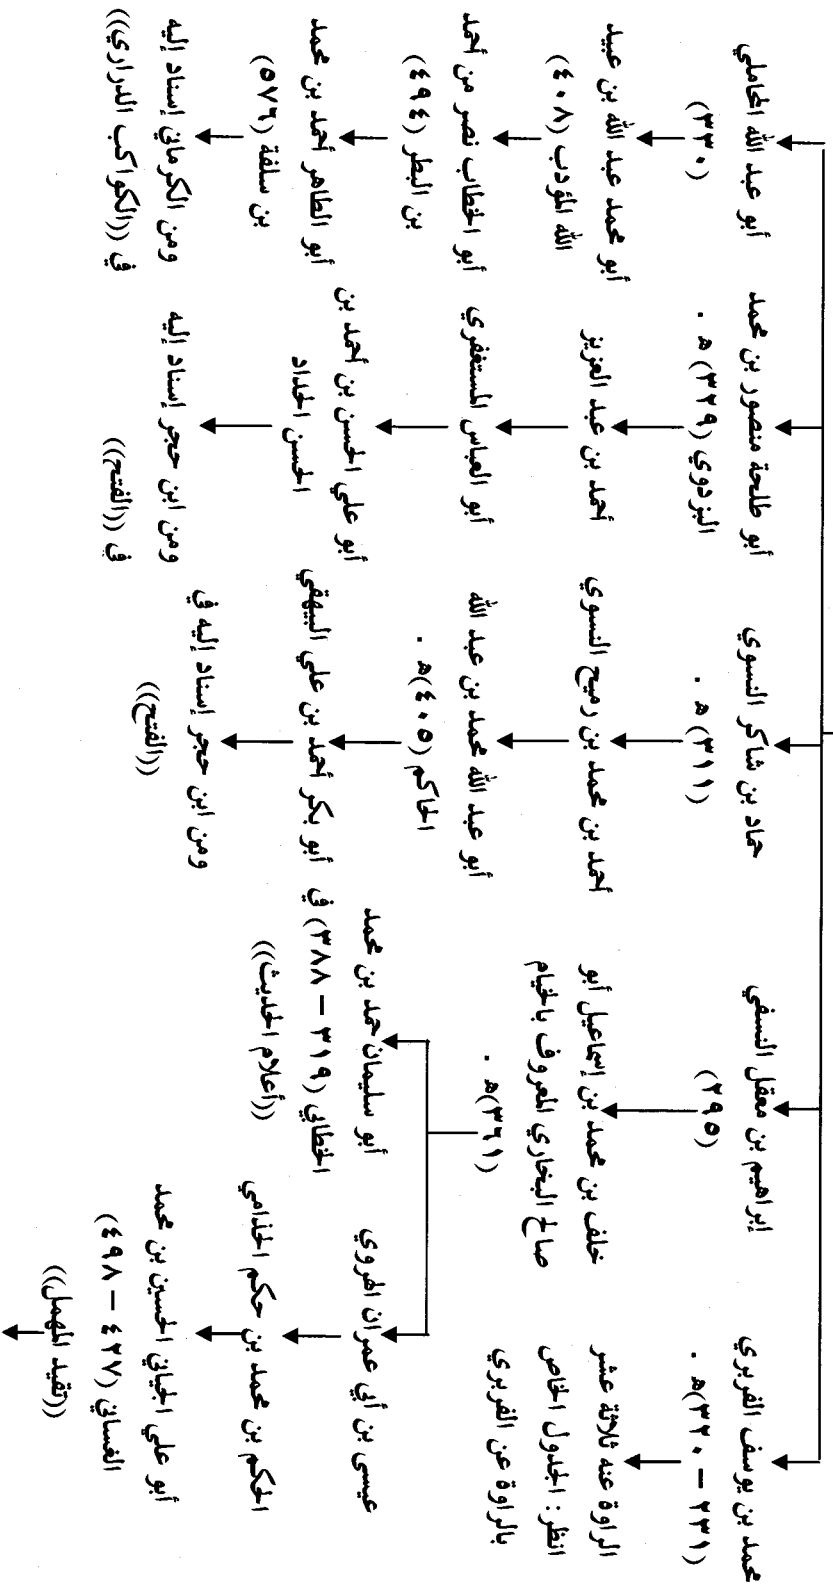 محمد بن يوسف الفربري
(٢٣١ – ٣٢٠)هـ .
الرواة عنه ثلاثة عشر
انظر: الجدول الخاص
بالرواة عن الفربري
إبراهيم بن معقل النسفي
(٢٩٥)
خلف بن محمد بن إسماعيل أبو
صالح البخاري المعروف بالخيام
(٣٦١)هـ .
عيسى بن أبي عمران الهروي
الحكم بن محمد بن حكم الجذامي
أبو علي الجياني الحسين بن محمد
الغساني (٤٢٧ – ٤٩٨)
((تقيد المهمل))
أبو سليمان حمد بن محمد
الخطابي (٣١٩ – ٣٨٨) في
((أعلام الحديث))
حماد بن شاكر النسوي
(٣١١)هـ .
أحمد بن محمد بن رميح النسوي
أبو عبد الله محمد بن عبد الله
الحاكم (٤٠٥)هـ .
أبو بكر أحمد بن علي البيهقي
ومن ابن حجر إسناد إليه في
((الفتح))
أبو طلحة منصور بن محمد
البزدوي (٣٢٩)هـ .
أحمد بن عبد العزيز
أبو العباس المستغفري
أبو علي الحسن بن أحمد بن
الحسن الحداد
ومن ابن حجر إسناد إليه
في ((الفتح))
أبو عبد الله المحاملي
(٣٣٠)
أبو محمد عبد الله بن عبيد
الله المؤدب (٤٠٨)
أبو الخطاب نصر من أحمد
بن البطر (٤٩٤)
أبو الطاهر أحمد بن محمد
بن سلفة (٥٧٦)
ومن الكرماني إسناد إليه
في ((الكواكب الدراري))